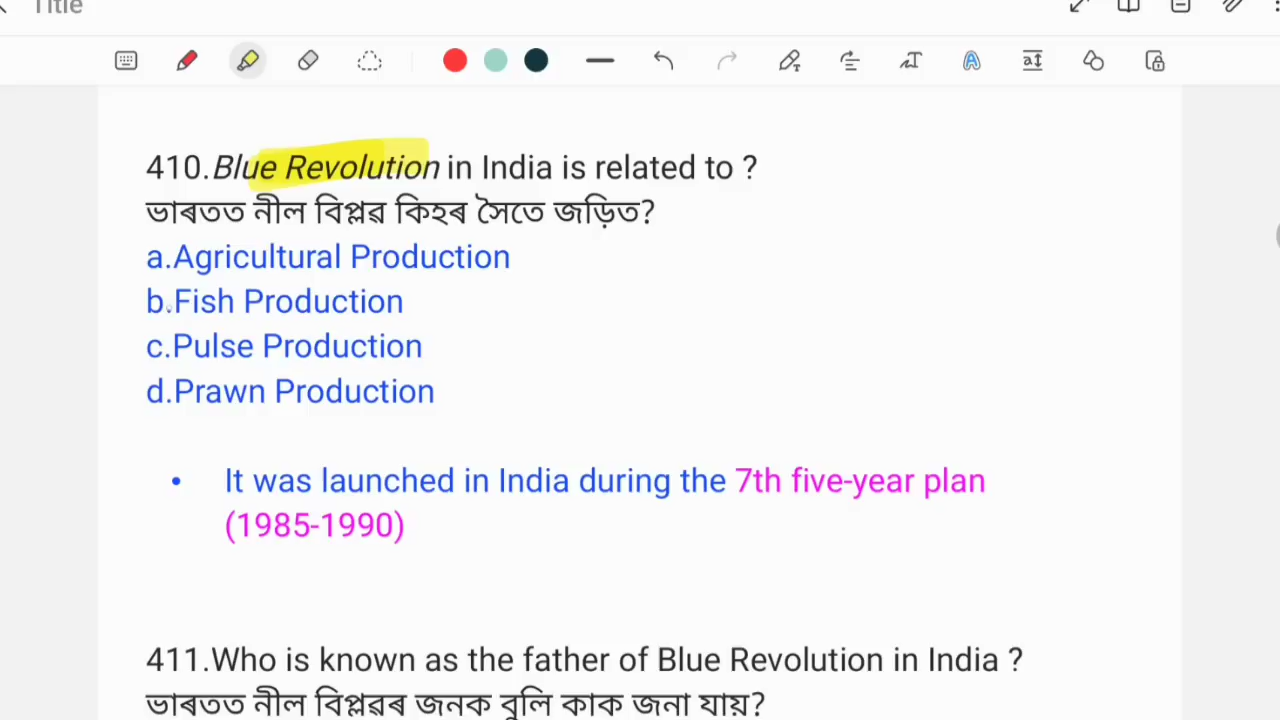 Title
410.Blue Revolution in India is related to ?
ভাৰতত নীল বিপ্লৱ কিহৰ সৈতে জড়িত?
a.Agricultural Production
b.Fish Production
c.Pulse Production
d.Prawn Production
• It was launched in India during the 7th five-year plan
(1985-1990)
411.Who is known as the father of Blue Revolution in India ?
ভাৰতত নীল বিপ্লৱৰ জনক বুলি কাক জনা যায়?